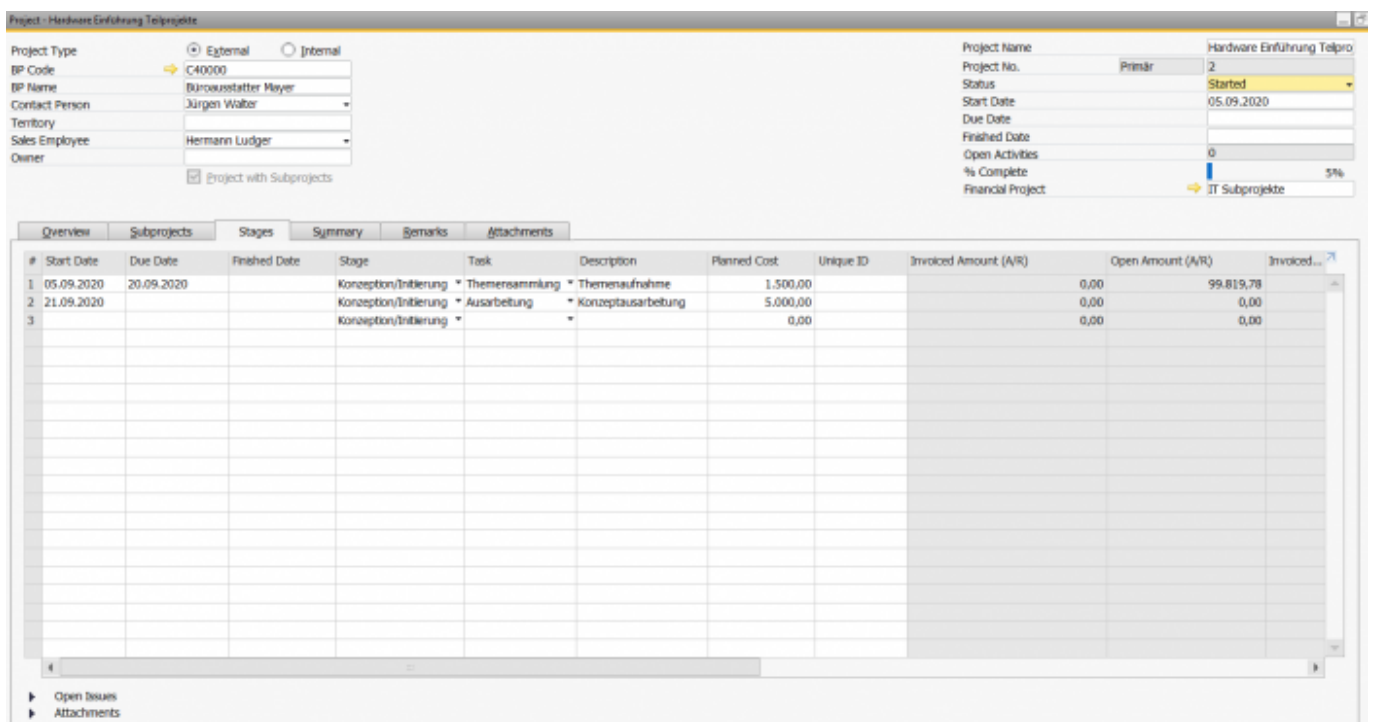 Project - Hardware Einführung Teilprojekte
Project Type External Internal
BP Code C40000
BP Name Büroausstatter Mayer
Contact Person Jürgen Walter
Territory
Sales Employee Hermann Ludger
Owner
Project with Subprojects
Project Name Hardware Einführung Teilpro
Project No. Primär 2
Status Started
Start Date 05.09.2020
Due Date
Finished Date
Open Activities 0
% Complete 5%
Financial Project IT Subprojekte
Overview Subprojects Stages Summary Remarks Attachments
# Start Date Due Date Finished Date Stage Task Description Planned Cost Unique ID Invoiced Amount (A/R) Open Amount (A/R) Invoiced...
1 05.09.2020 20.09.2020 Konzeption/Initiierung Themensammlung Themenaufnahme 1.500,00 0,00 99.819,78
2 21.09.2020 Konzeption/Initiierung Ausarbeitung Konzeptausarbeitung 5.000,00 0,00 0,00
3 Konzeption/Initiierung 0,00 0,00 0,00
Open Issues
Attachments